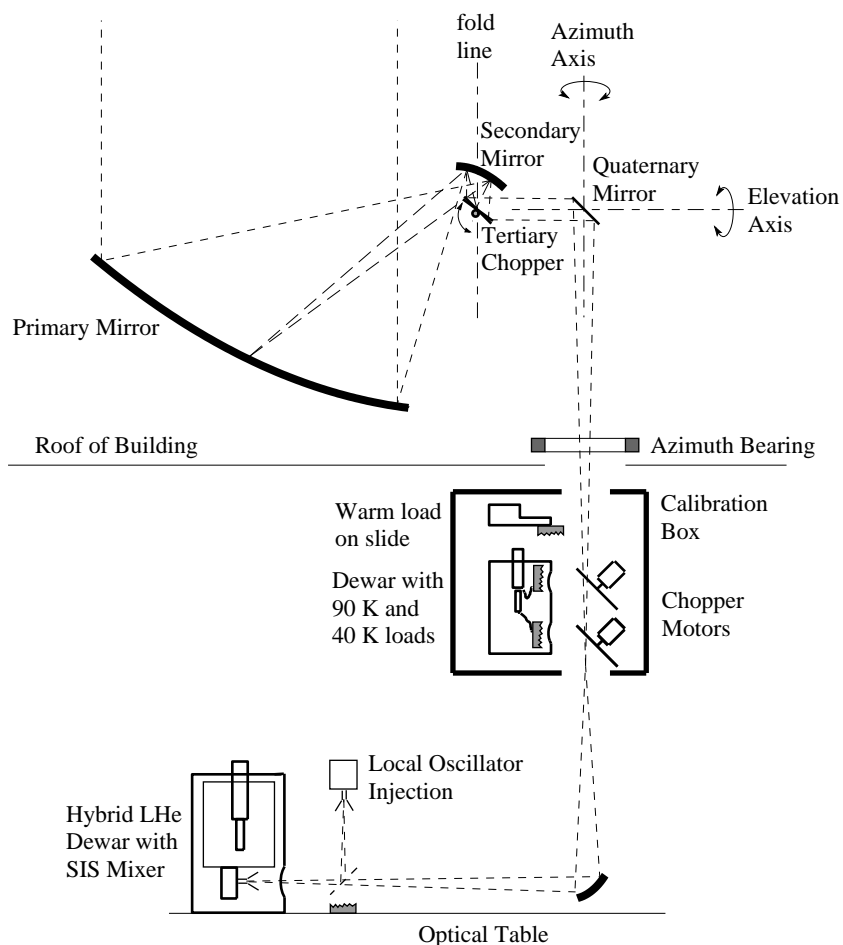 fold
line
Azimuth
Axis
Secondary
Mirror
Quaternary
Mirror
Elevation
Axis
Tertiary
Chopper
Primary Mirror
Roof of Building
Azimuth Bearing
Warm load
on slide
Calibration
Box
Dewar with
90 K and
40 K loads
Chopper
Motors
Local Oscillator
Injection
Hybrid LHe
Dewar with
SIS Mixer
Optical Table